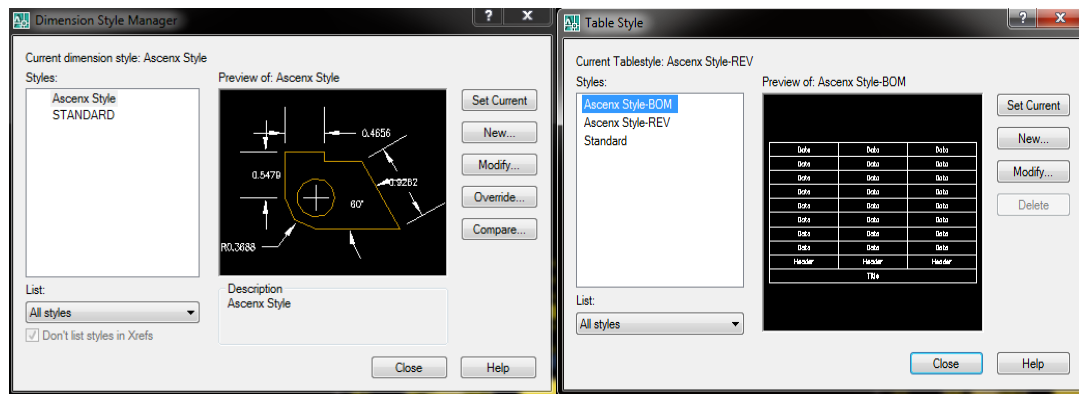 Dimension Style Manager
Current dimension style: Ascenx Style
Styles:
Ascenx Style
STANDARD
Preview of: Ascenx Style
0.4656
0.5479
0.9262
60°
R0.3688
Set Current
New...
Modify...
Override...
Compare...
List:
All styles
Don't list styles in Xrefs
Description
Ascenx Style
Close
Help
Table Style
Current Tablestyle: Ascenx Style-REV
Styles:
Ascenx Style-BOM
Ascenx Style-REV
Standard
Preview of: Ascenx Style-BOM
Data Data Data
Data Data Data
Data Data Data
Data Data Data
Data Data Data
Data Data Data
Data Data Data
Data Data Data
Header Header Header
Title
Set Current
New...
Modify...
Delete
List:
All styles
Close
Help